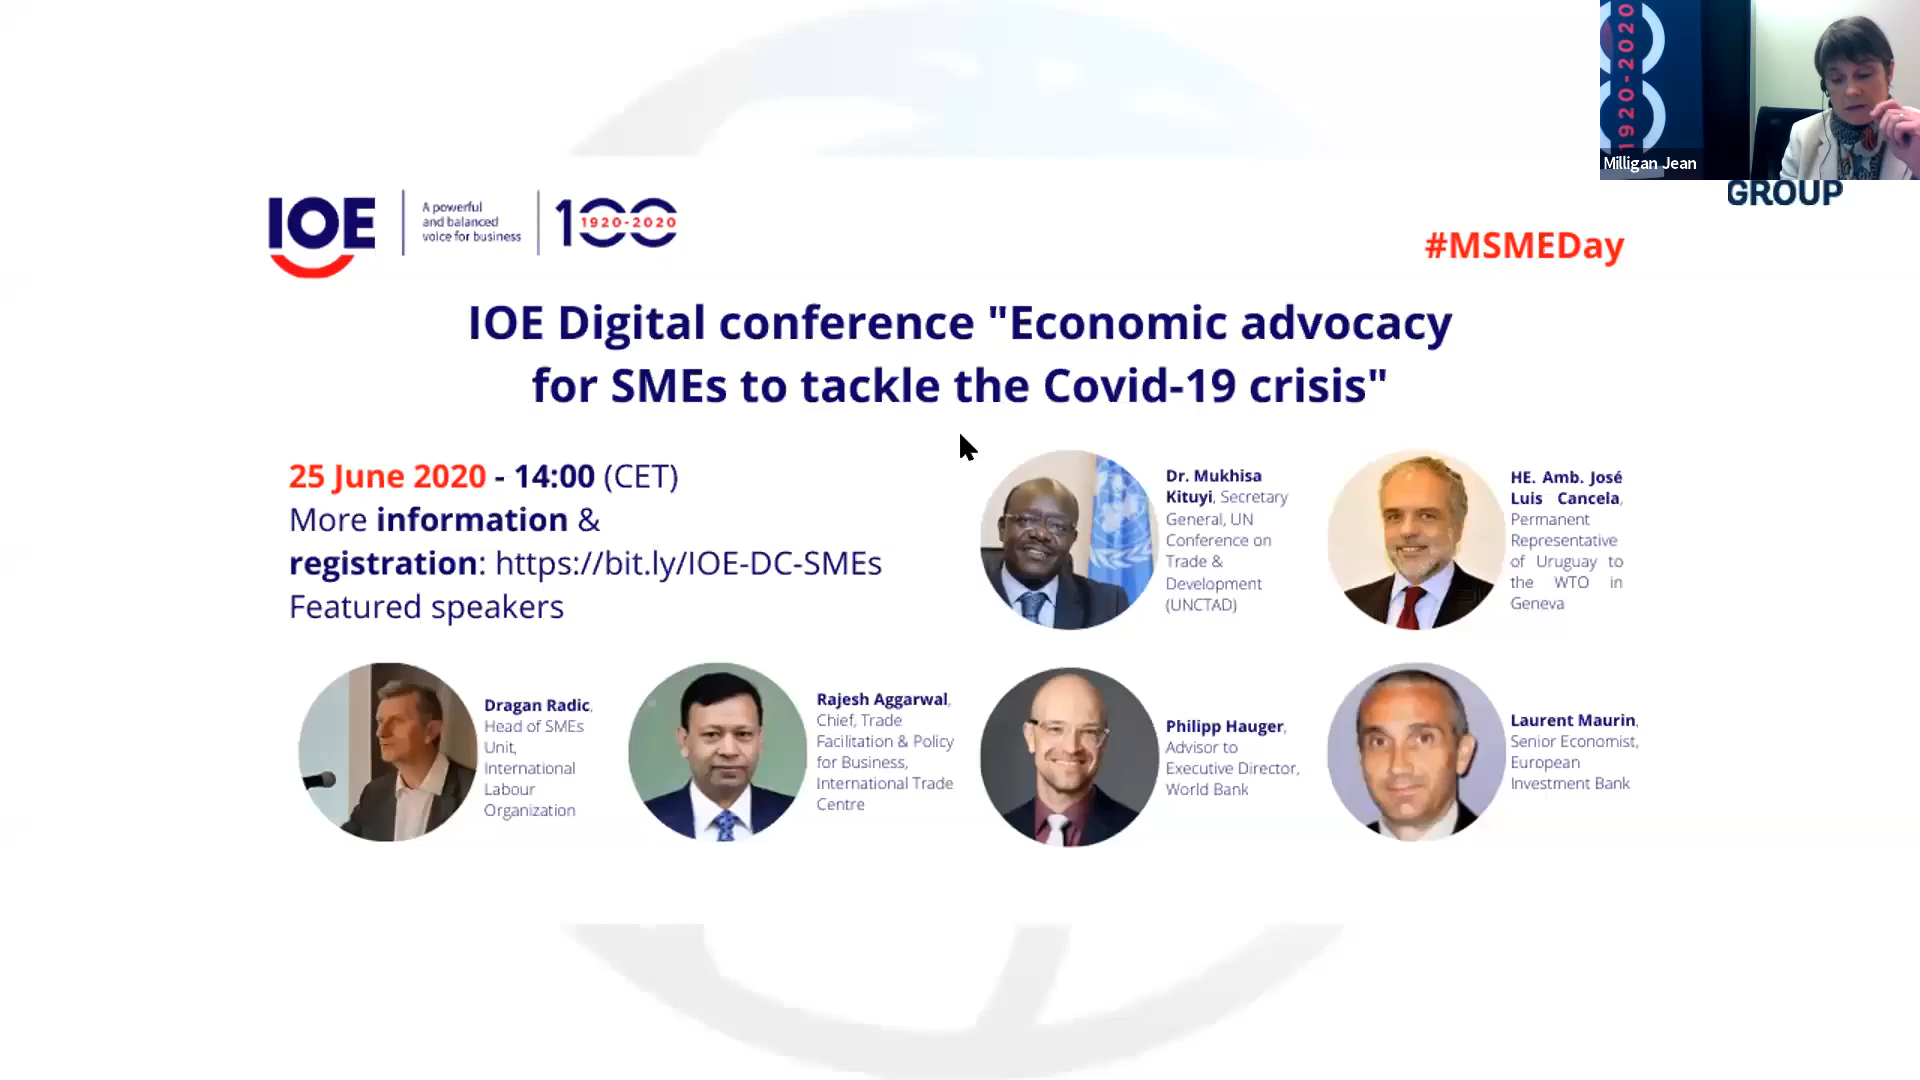 1920-2020
Milligan Jean
GROUP
IOE
A powerful
and balanced
voice for business
100
1920-2020
#MSMEDay
IOE Digital conference "Economic advocacy
for SMEs to tackle the Covid-19 crisis"
25 June 2020 - 14:00 (CET)
More information &
registration: https://bit.ly/IOE-DC-SMEs
Featured speakers
Dr. Mukhisa
Kituyi, Secretary
General, UN
Conference on
Trade &
Development
(UNCTAD)
HE. Amb. José
Luis Cancela,
Permanent
Representative
of Uruguay to
the WTO in
Geneva
Dragan Radic,
Head of SMEs
Unit,
International
Labour
Organization
Rajesh Aggarwal,
Chief, Trade
Facilitation & Policy
for Business,
International Trade
Centre
Philipp Hauger,
Advisor to
Executive Director,
World Bank
Laurent Maurin,
Senior Economist,
European
Investment Bank